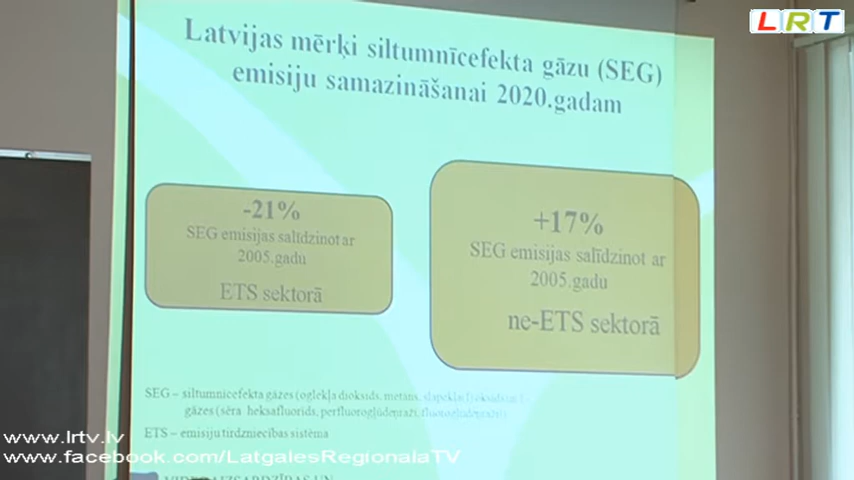 LRT
Latvijas mērķi siltumnīcefekta gāzu (SEG)
emisiju samazināšanai 2020.gadam
-21%
SEG emisijas salīdzinot ar
2005.gadu
ETS sektorā
+17%
SEG emisijas salīdzinot ar
2005.gadu
ne-ETS sektorā
SEG – siltumnīcefekta gāzes (oglekļa dioksīds, metāns,
gāzes (sēra heksafluorīds, perfluorogļūdeņraži,
ETS – emisiju tirdzniecības sistēma
www.lrtv.lv
www.facebook.com/LatgalesRegionalaTV